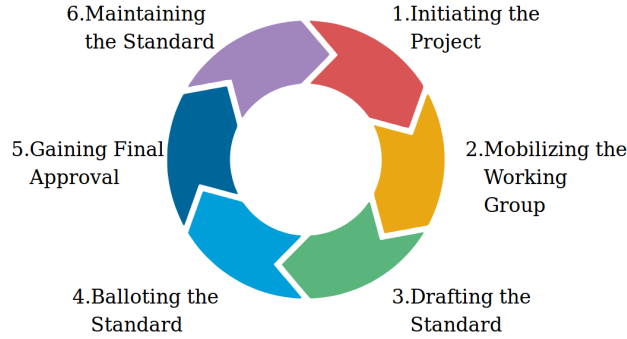 1.Initiating the
Project
2.Mobilizing the
Working
Group
3.Drafting the
Standard
4.Balloting the
Standard
5.Gaining Final
Approval
6.Maintaining
the Standard